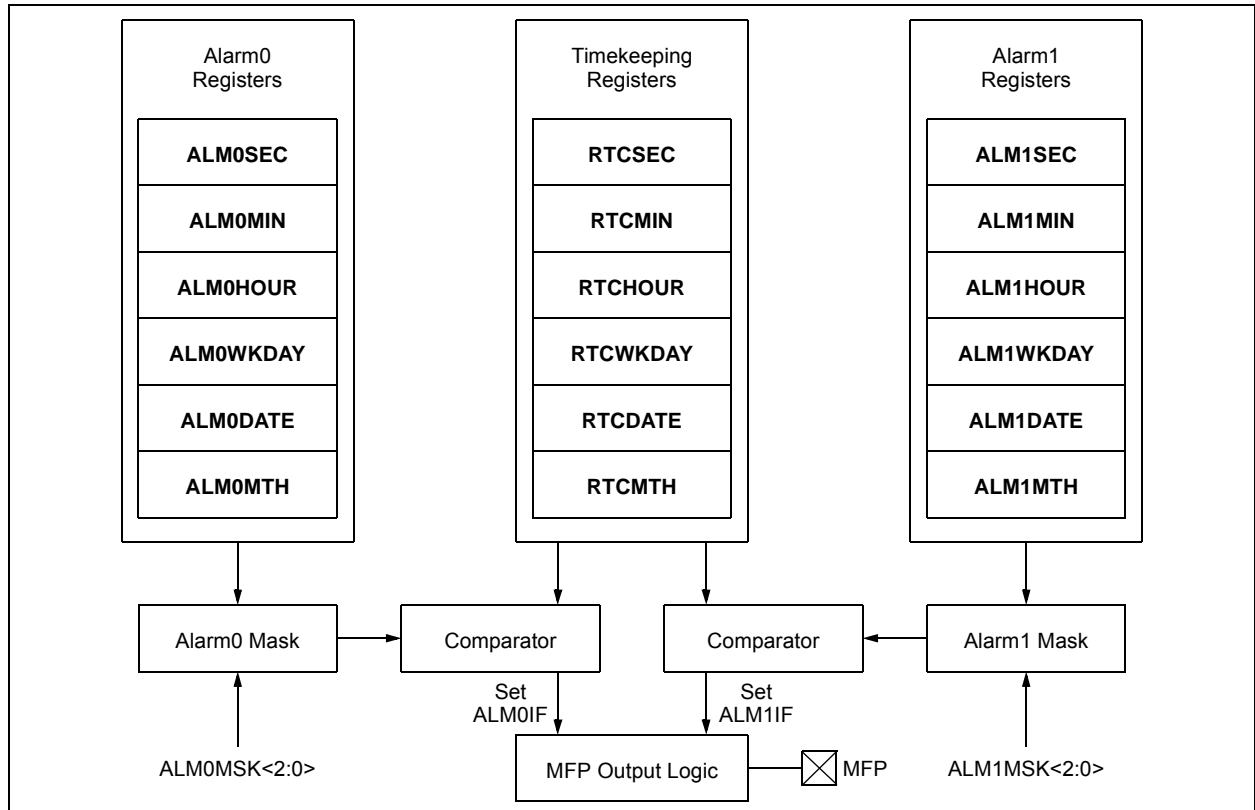 Alarm0
Registers
ALM0SEC
ALM0MIN
ALM0HOUR
ALM0WKDAY
ALM0DATE
ALM0MTH
Timekeeping
Registers
RTCSEC
RTCMIN
RTCHOUR
RTCWKDAY
RTCDATE
RTCMTH
Alarm1
Registers
ALM1SEC
ALM1MIN
ALM1HOUR
ALM1WKDAY
ALM1DATE
ALM1MTH
Alarm0 Mask
Comparator
Comparator
Alarm1 Mask
Set
ALM0IF
Set
ALM1IF
ALM0MSK<2:0>
MFP Output Logic
MFP
ALM1MSK<2:0>